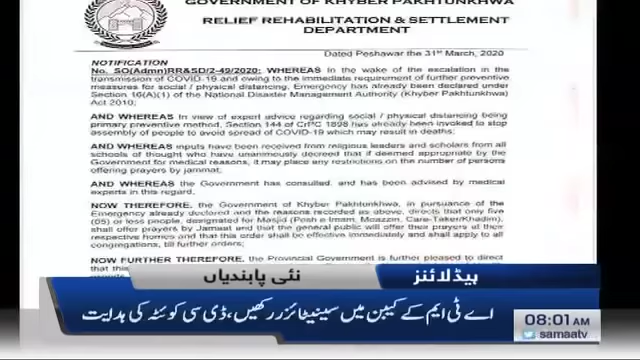 GOVERNMENT OF KHYBER PAKHTUNKHWA
RELIEF REHABILITATION & SETTLEMENT
DEPARTMENT
Dated Peshawar the 31st March, 2020
NOTIFICATION
No. SO(Admn)RR&SD/2-49/2020: WHEREAS In the wake of the escalation in the
transmission of COVID-19 and owing to the immediate requirement of further preventive
measures for social / physical distancing, Emergency has already been declared under
Section 16(A)(1) of the National Disaster Management Authority (Khyber Pakhtunkhwa)
Act 2010;
AND WHEREAS In view of expert advice regarding social / physical distancing being
primary preventive method, Section 144 of CrPC 1898 has already been invoked to stop
assembly of people to avoid spread of COVID-19 which may result in deaths;
AND WHEREAS inputs have been received from religious leaders and scholars from all
schools of thought who have unanimously decreed that if deemed appropriate by the
Government for medical reasons, it may place any restrictions on the number of persons
offering prayers by jammat;
AND WHEREAS the Government has consulted, and has been advised by medical
experts in this regard.
NOW THEREFORE, the Government of Khyber Pakhtunkhwa, in pursuance of the
Emergency already declared and the reasons recorded as above, directs that only five
(05) or less people, designated for Masjid (Pesh e Imam, Moazzin, Care-Taker/Khadim),
shall offer prayers by Jamaat and that the general public will offer their prayers at their
respective homes and that this order shall be effective immediately and shall apply to all
congregations, till further orders;
NOW FURTHER THEREFORE, the Provincial Government is further pleased to direct
that this
ہیڈلائنز
نئی پابندیاں
اے ٹی ایم کے کیبن میں سینیٹائزر رکھیں، ڈی سی کوئٹہ کی ہدایت
08:01 AM
samaatv